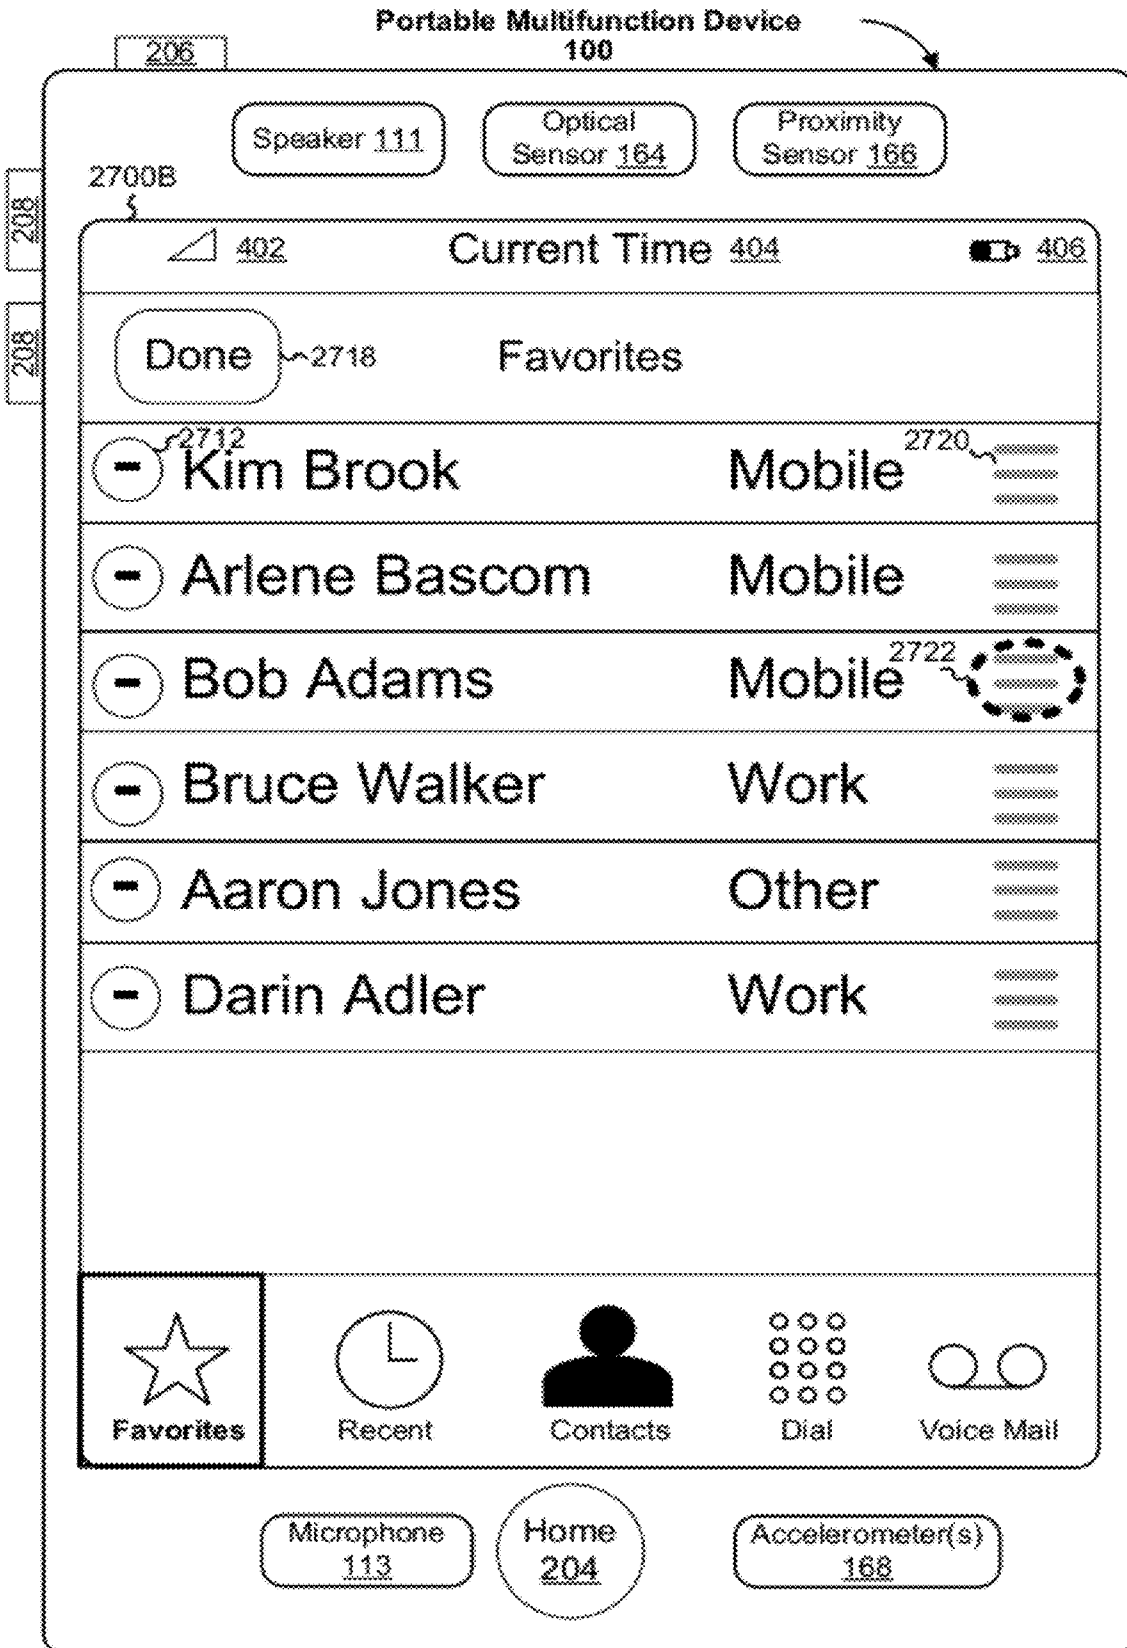 Portable Multifunction Device
100
206
Speaker 111
Optical
Sensor 164
Proximity
Sensor 166
2700B
208
208
402
Current Time 404
406
Done
2718
Favorites
2712
Kim Brook
Mobile
2720
Arlene Bascom
Mobile
Bob Adams
Mobile
2722
Bruce Walker
Work
Aaron Jones
Other
Darin Adler
Work
Favorites
Recent
Contacts
Dial
Voice Mail
Microphone
113
Home
204
Accelerometer(s)
168